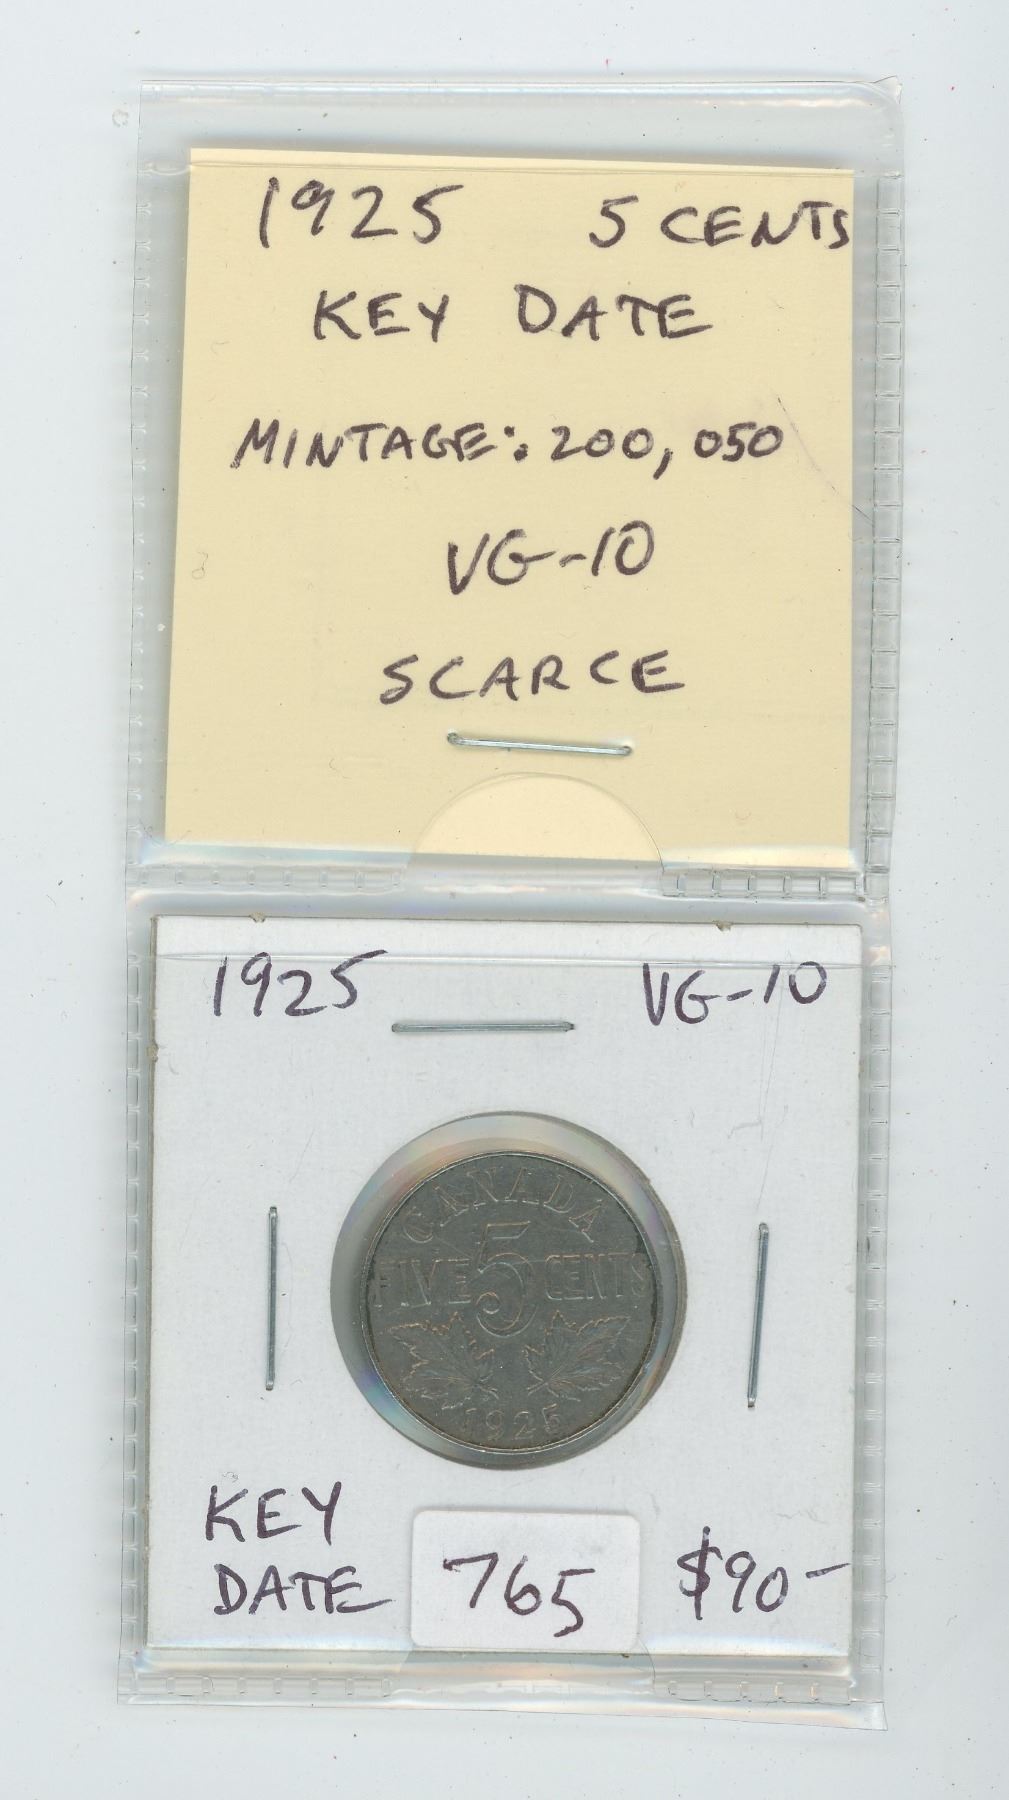 1925 5 CENTS
KEY DATE
MINTAGE: 200,050
VG-10
SCARCE
1925 VG-10
CANADA
FIVE 5 CENTS
1925
KEY
DATE
765
$90-